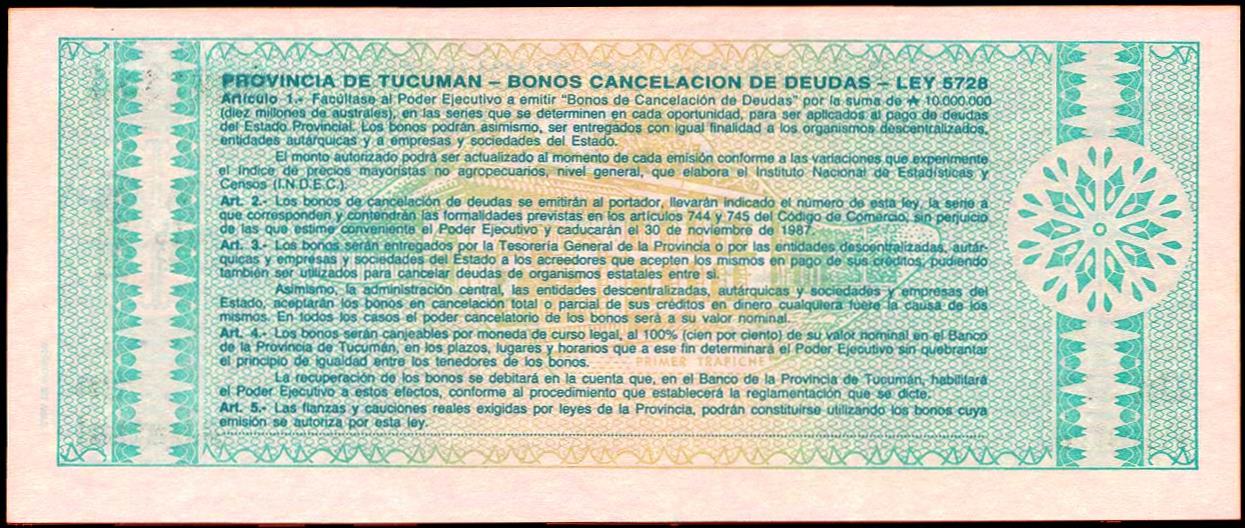 PROVINCIA DE TUCUMAN – BONOS CANCELACION DE DEUDAS – LEY 5728
Artículo 1.- Facúltase al Poder Ejecutivo a emitir "Bonos de Cancelación de Deudas" por la suma de ₳ 10.000.000
(diez millones de australes), en las series que se determinen en cada oportunidad, para ser aplicados al pago de deudas
del Estado Provincial. Los bonos podrán asimismo, ser entregados con igual finalidad a los organismos descentralizados,
entidades autárquicas y a empresas y sociedades del Estado.
El monto autorizado podrá ser actualizado al momento de cada emisión conforme a las variaciones que experimente
el índice de precios mayoristas no agropecuarios, nivel general, que elabora el Instituto Nacional de Estadísticas y
Censos (I.N.D.E.C.).
Art. 2.- Los bonos de cancelación de deudas se emitirán al portador, llevarán indicado el número de esta ley, la serie a
que corresponden y contendrán las formalidades previstas en los artículos 744 y 745 del Código de Comercio, sin perjuicio
de las que estime conveniente el Poder Ejecutivo y caducarán el 30 de noviembre de 1987.
Art. 3.- Los bonos serán entregados por la Tesorería General de la Provincia o por las entidades descentralizadas, autár-
quicas y empresas y sociedades del Estado a los acreedores que acepten los mismos en pago de sus créditos, pudiendo
también ser utilizados para cancelar deudas de organismos estatales entre sí.
Asimismo, la administración central, las entidades descentralizadas, autárquicas y sociedades y empresas del
Estado, aceptarán los bonos en cancelación total o parcial de sus créditos en dinero cualquiera fuere la causa de los
mismos. En todos los casos el poder cancelatorio de los bonos será a su valor nominal.
Art. 4.- Los bonos serán canjeables por moneda de curso legal, al 100% (cien por ciento) de su valor nominal en el Banco
de la Provincia de Tucumán, en los plazos, lugares y horarios que a ese fin determinará el Poder Ejecutivo sin quebrantar
el principio de igualdad entre los tenedores de los bonos.
PRIMER TRAPICHE
La recuperación de los bonos se debitará en la cuenta que, en el Banco de la Provincia de Tucumán, habilitará
el Poder Ejecutivo a estos efectos, conforme al procedimiento que establecerá la reglamentación que se dicte.
Art. 5.- Las fianzas y cauciones reales exigidas por leyes de la Provincia, podrán constituirse utilizando los bonos cuya
emisión se autoriza por esta ley.